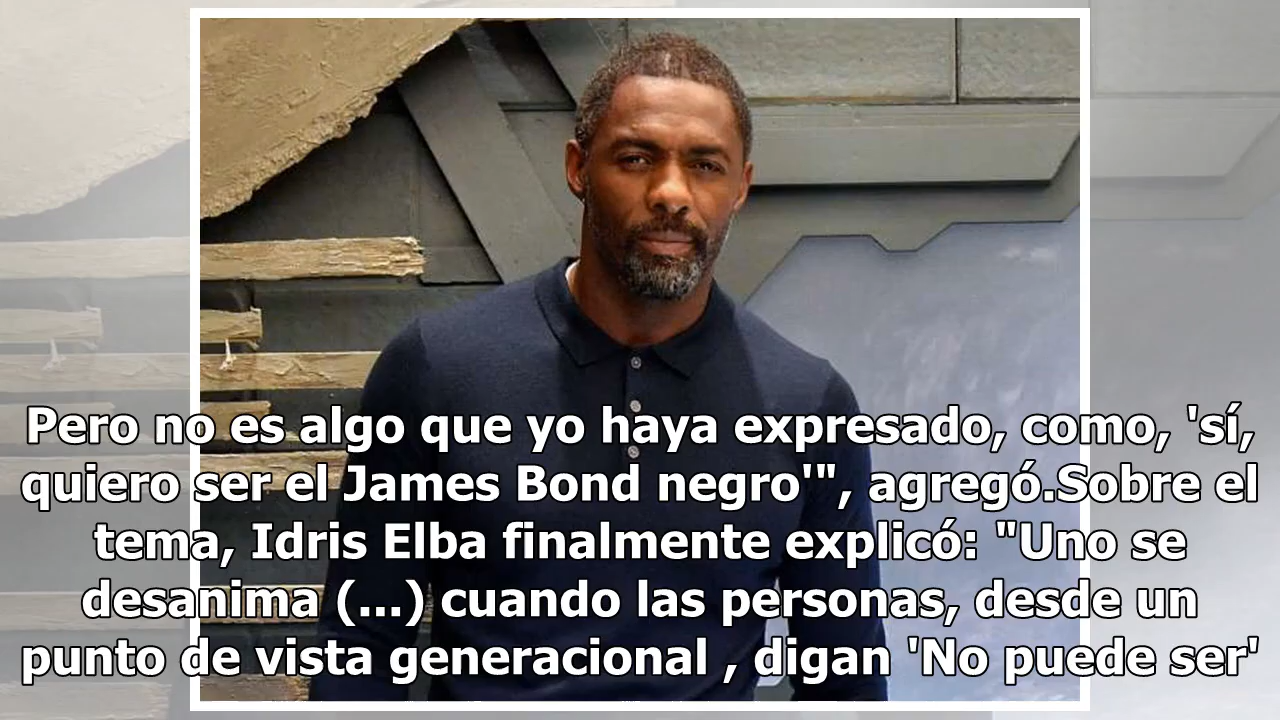 Pero no es algo que yo haya expresado, como, 'sí,
quiero ser el James Bond negro'", agregó.Sobre el
tema, Idris Elba finalmente explicó: "Uno se
desanima (...) cuando las personas, desde un
punto de vista generacional , digan 'No puede ser'